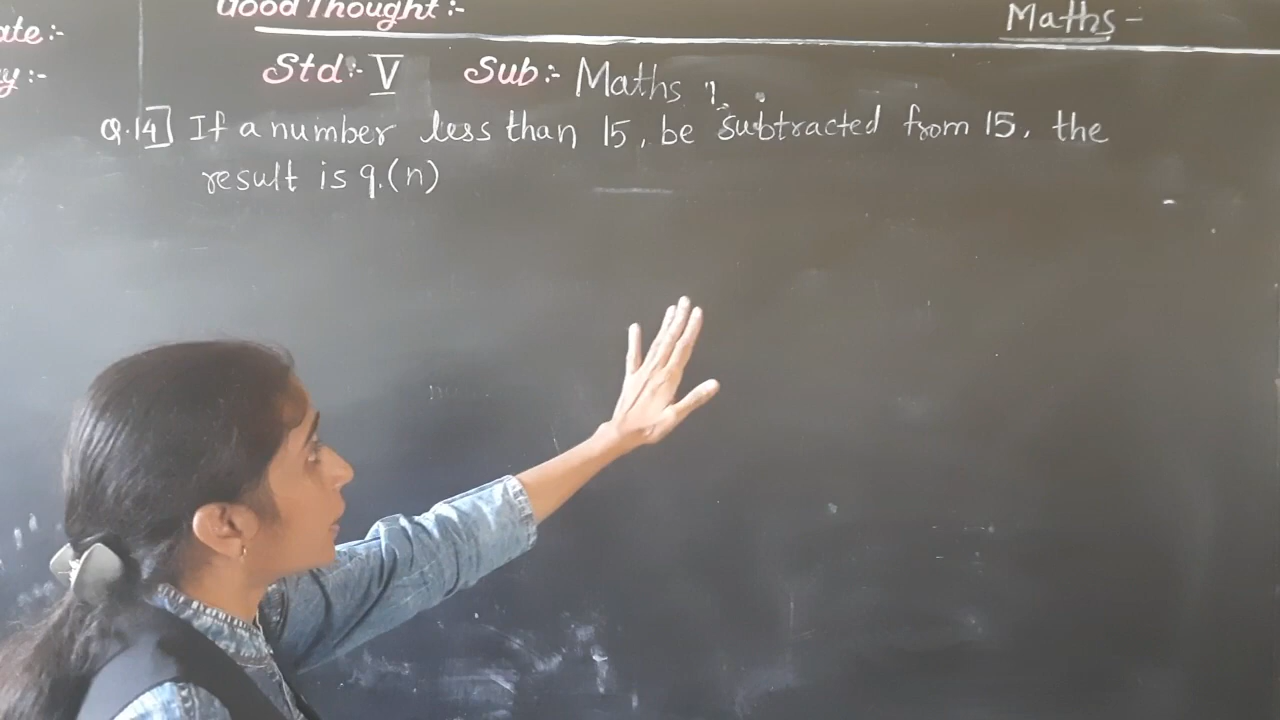 Good Thought :-
Maths -
ate :-
y :-
Std :- V Sub :- Maths
Q.14] If a number less than 15, be subtracted from 15, the
result is 9.(n)